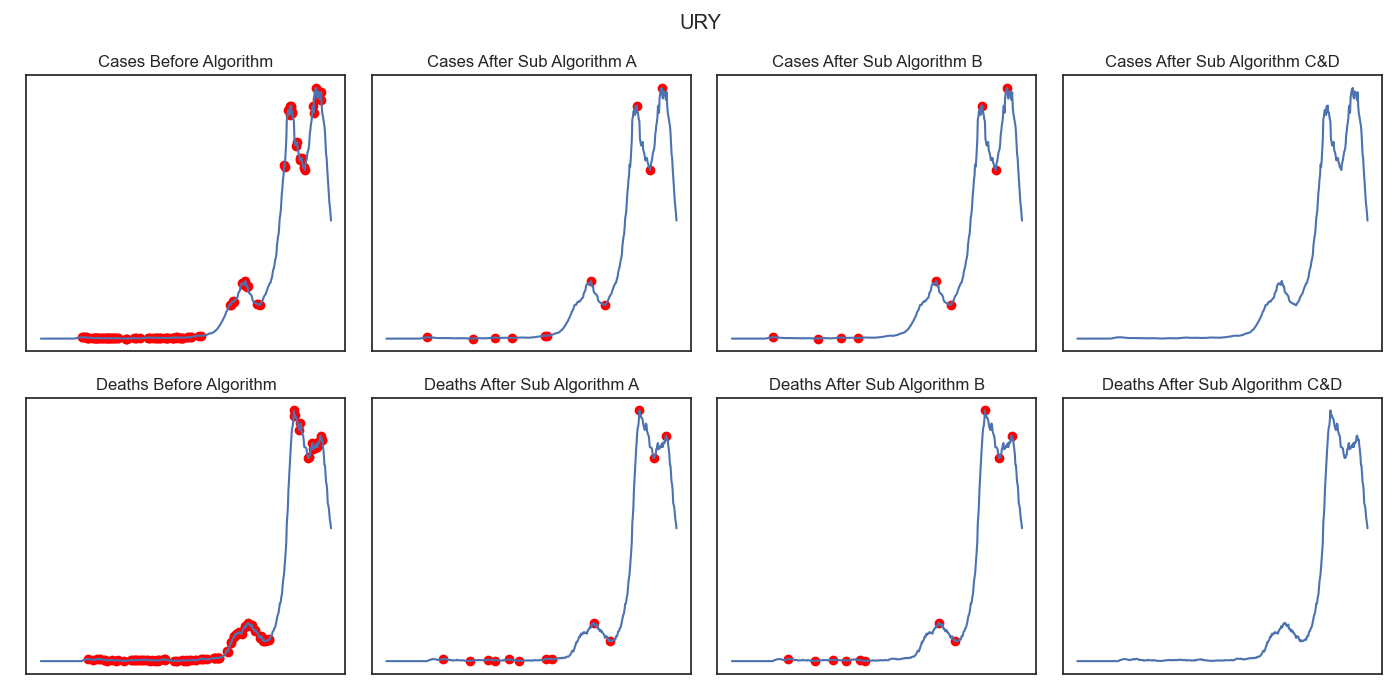 URY
Cases Before Algorithm
Cases After Sub Algorithm A
Cases After Sub Algorithm B
Cases After Sub Algorithm C&D
Deaths Before Algorithm
Deaths After Sub Algorithm A
Deaths After Sub Algorithm B
Deaths After Sub Algorithm C&D